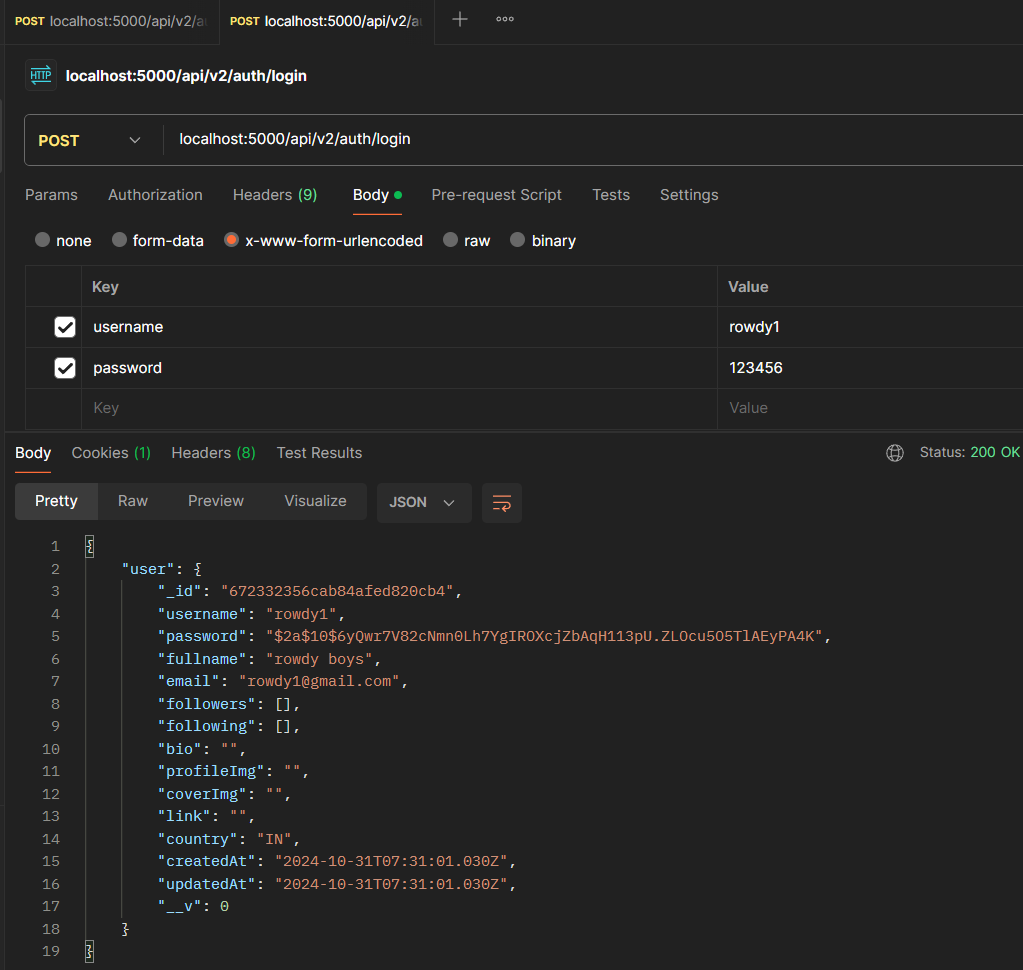 POST localhost:5000/api/v2/a
POST localhost:5000/api/v2/a
HTTP localhost:5000/api/v2/auth/login
POST localhost:5000/api/v2/auth/login
Params Authorization Headers (9) Body Pre-request Script Tests Settings
none form-data x-www-form-urlencoded raw binary
Key Value
username rowdy1
password 123456
Key Value
Body Cookies (1) Headers (8) Test Results Status: 200 OK
Pretty Raw Preview Visualize JSON
1 {
2 "user": {
3 "_id": "672332356cab84afed820cb4",
4 "username": "rowdy1",
5 "password": "$2a$10$6yQwr7V82cNmn0Lh7YgIROXcjZbAqH113pU.ZLOcu5O5TlAEyPA4K",
6 "fullname": "rowdy boys",
7 "email": "rowdy1@gmail.com",
8 "followers": [],
9 "following": [],
10 "bio": "",
11 "profileImg": "",
12 "coverImg": "",
13 "link": "",
14 "country": "IN",
15 "createdAt": "2024-10-31T07:31:01.030Z",
16 "updatedAt": "2024-10-31T07:31:01.030Z",
17 "__v": 0
18 }
19 }